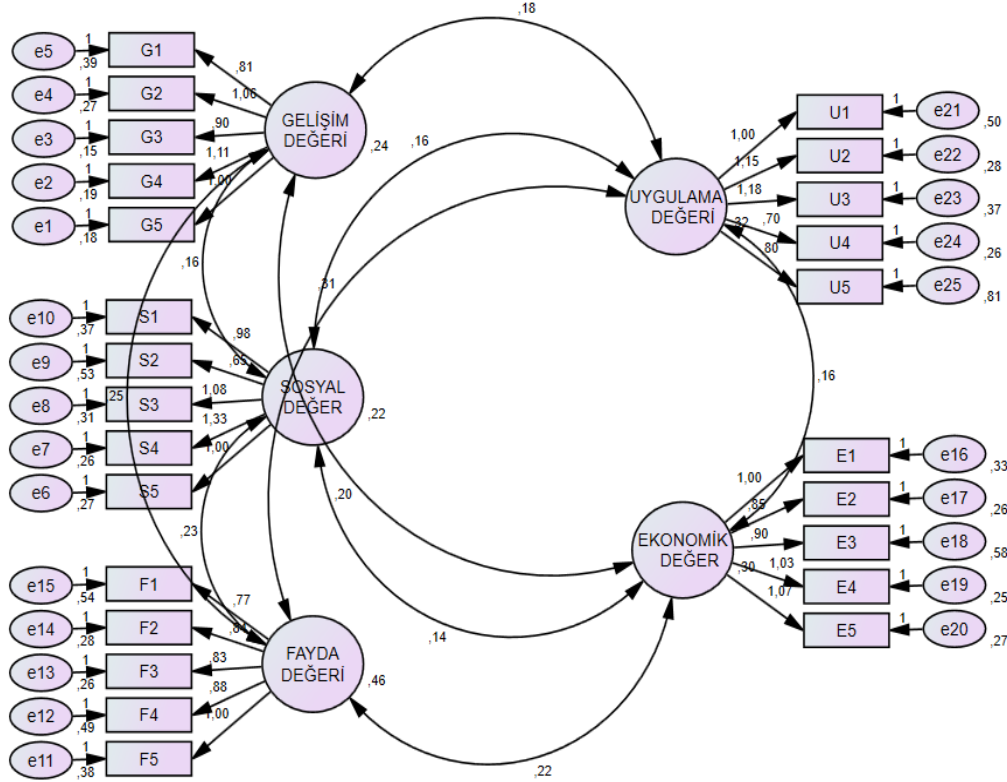 e5 1 ,39 G1 ,81
e4 1 ,27 G2 1,06
e3 1 ,15 G3 ,90
e2 1 ,19 G4 1,11
e1 1 ,18 G5 1,00
GELİŞİM
DEĞERİ
,24
,18
,16
,16
,31
,25
e10 1 ,37 S1 ,98
e9 1 ,53 S2 ,65
e8 1 ,31 S3 1,08
e7 1 ,26 S4 1,33
e6 1 ,27 S5 1,00
SOSYAL
DEĞER
,22
,20
,23
,14
e15 1 ,54 F1 ,77
e14 1 ,28 F2 ,84
e13 1 ,26 F3 ,83
e12 1 ,49 F4 ,88
e11 1 ,38 F5 1,00
FAYDA
DEĞERİ
,46
,22
UYGULAMA
DEĞERİ
,32
1,00 U1 1 e21 ,50
1,15 U2 1 e22 ,28
1,18 U3 1 e23 ,37
,70 U4 1 e24 ,26
,80 U5 1 e25 ,81
,16
EKONOMİK
DEĞER
,30
1,00 E1 1 e16 ,33
,85 E2 1 e17 ,26
,90 E3 1 e18 ,58
1,03 E4 1 e19 ,25
1,07 E5 1 e20 ,27